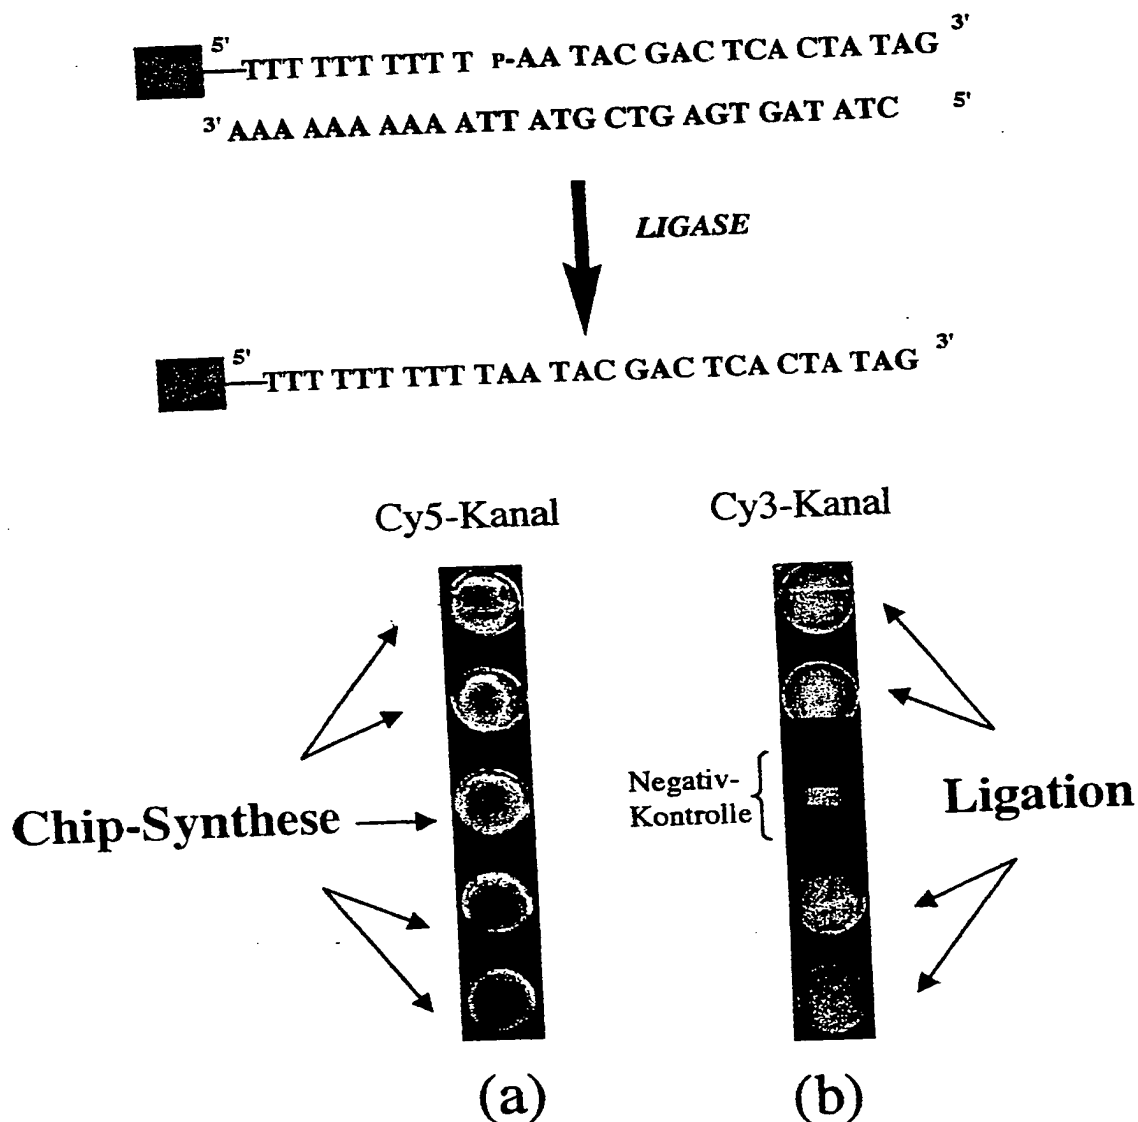 5' TTT TTT TTT T P-AA TAC GAC TCA CTA TAG 3'
3' AAA AAA AAA ATT ATG CTG AGT GAT ATC 5'
LIGASE
5' TTT TTT TTT TAA TAC GAC TCA CTA TAG 3'
Cy5-Kanal Cy3-Kanal
Negativ-
Kontrolle
Chip-Synthese
Ligation
(a) (b)